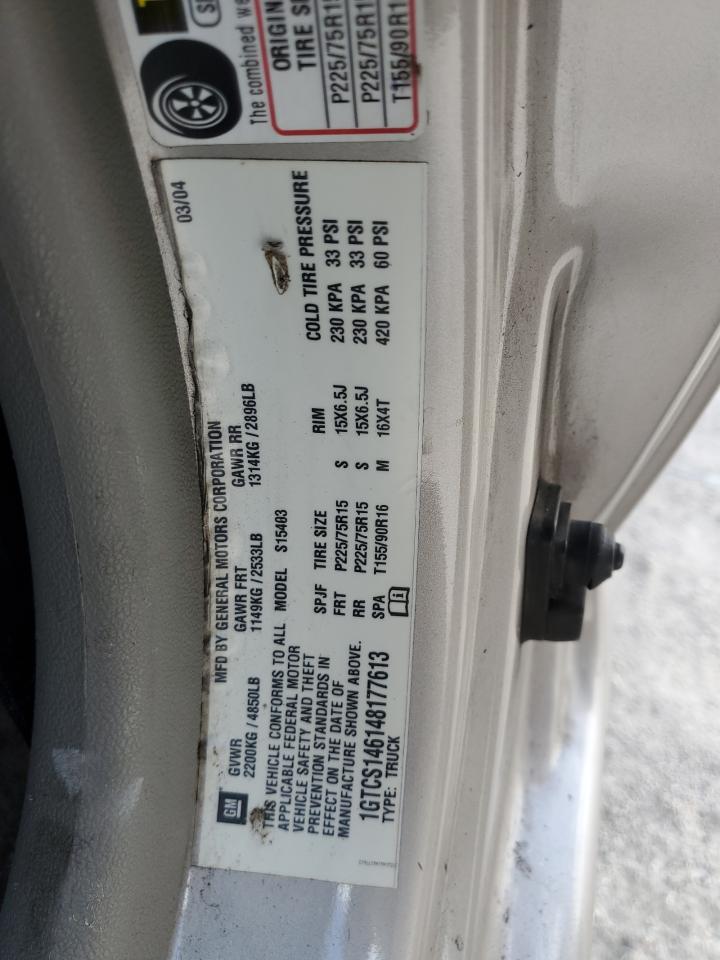 The combined we
ORIGIN
TIRE SI
P225/75R15
P225/75R1
T155/90R1
03/04
GM
MFD BY GENERAL MOTORS CORPORATION
GVWR GAWR FRT GAWR RR
2200KG / 4850LB 1149KG / 2533LB 1314KG / 2896LB
THIS VEHICLE CONFORMS TO ALL
APPLICABLE FEDERAL MOTOR
VEHICLE SAFETY AND THEFT
PREVENTION STANDARDS IN
EFFECT ON THE DATE OF
MANUFACTURE SHOWN ABOVE.
MODEL S15403
SPJF TIRE SIZE RIM COLD TIRE PRESSURE
FRT P225/75R15 S 15X6.5J 230 KPA 33 PSI
RR P225/75R15 S 15X6.5J 230 KPA 33 PSI
SPA T155/90R16 M 16X4T 420 KPA 60 PSI
1GTCS146148177613
TYPE: TRUCK